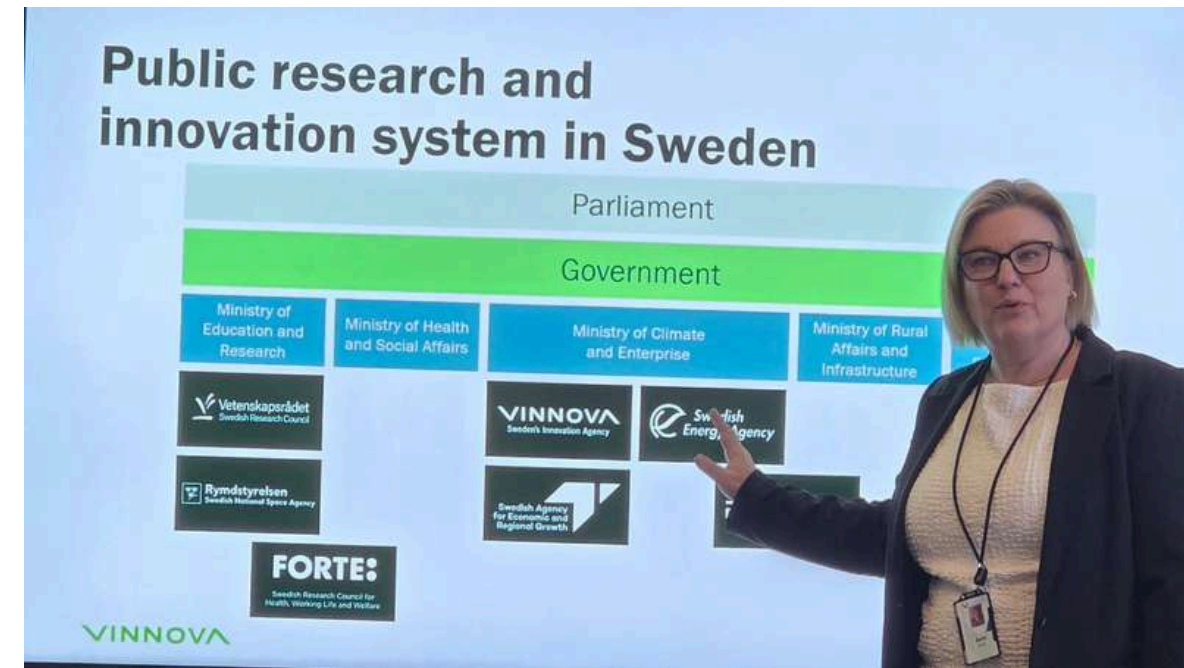 Public research and
innovation system in Sweden
Parliament
Government
Ministry of
Education and
Research
Ministry of Health
and Social Affairs
Ministry of Climate
and Enterprise
Ministry of Rural
Affairs and
Infrastructure
Vetenskapsrådet
Swedish Research Council
VINNOVA
Sweden's Innovation Agency
Swedish
Energy Agency
Rymdstyrelsen
Swedish National Space Agency
Swedish Agency
for Economic and
Regional Growth
FORTE:
Swedish Research Council for
Health, Working Life and Welfare
VINNOVA